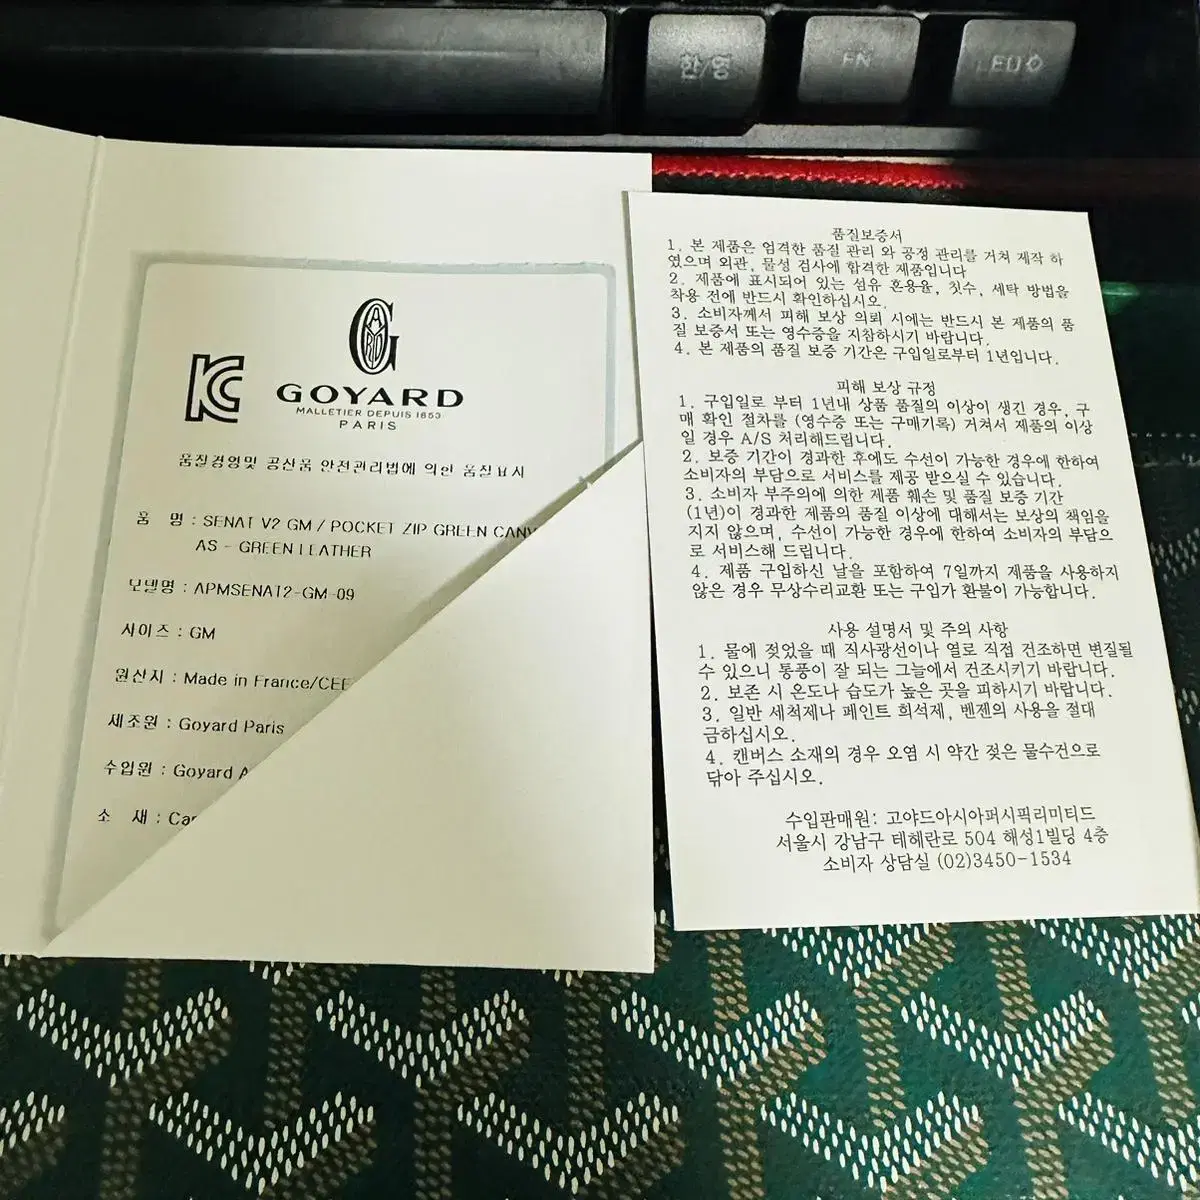 한/영
FN
LED
GOYARD
MALLETIER DEPUIS 1853
PARIS
품질경영및 공산품 안전관리법에 의한 품질표시
품 명 : SENAT V2 GM / POCKET ZIP GREEN CANV
AS - GREEN LEATHER
모델명 : APMSENAT2-GM-09
사이즈 : GM
원산지 : Made in France/CEE
제조원 : Goyard Paris
수입원 : Goyard A
소 재 : Ca
품질보증서
1. 본 제품은 엄격한 품질 관리 와 공정 관리를 거쳐 제작 하
였으며 외관, 물성 검사에 합격한 제품입니다
2. 제품에 표시되어 있는 섬유 혼용율, 칫수, 세탁 방법을
착용 전에 반드시 확인하십시오.
3. 소비자께서 피해 보상 의뢰 시에는 반드시 본 제품의 품
질 보증서 또는 영수증을 지참하시기 바랍니다.
4. 본 제품의 품질 보증 기간은 구입일로부터 1년입니다.
피해 보상 규정
1. 구입일로 부터 1년내 상품 품질의 이상이 생긴 경우, 구
매 확인 절차를 (영수증 또는 구매기록) 거쳐서 제품의 이상
일 경우 A/S 처리해드립니다.
2. 보증 기간이 경과한 후에도 수선이 가능한 경우에 한하여
소비자의 부담으로 서비스를 제공 받으실 수 있습니다.
3. 소비자 부주의에 의한 제품 훼손 및 품질 보증 기간
(1년)이 경과한 제품의 품질 이상에 대해서는 보상의 책임을
지지 않으며, 수선이 가능한 경우에 한하여 소비자의 부담으
로 서비스해 드립니다.
4. 제품 구입하신 날을 포함하여 7일까지 제품을 사용하지
않은 경우 무상수리교환 또는 구입가 환불이 가능합니다.
사용 설명서 및 주의 사항
1. 물에 젖었을 때 직사광선이나 열로 직접 건조하면 변질될
수 있으니 통풍이 잘 되는 그늘에서 건조시키기 바랍니다.
2. 보존 시 온도나 습도가 높은 곳을 피하시기 바랍니다.
3. 일반 세척제나 페인트 희석제, 벤젠의 사용을 절대
금하십시오.
4. 캔버스 소재의 경우 오염 시 약간 젖은 물수건으로
닦아 주십시오.
수입판매원: 고야드아시아퍼시픽리미티드
서울시 강남구 테헤란로 504 해성1빌딩 4층
소비자 상담실 (02)3450-1534